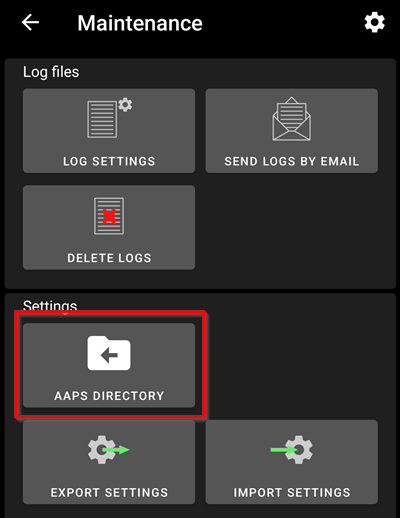 Maintenance
Log files
LOG SETTINGS
SEND LOGS BY EMAIL
DELETE LOGS
Settings
AAPS DIRECTORY
EXPORT SETTINGS
IMPORT SETTINGS